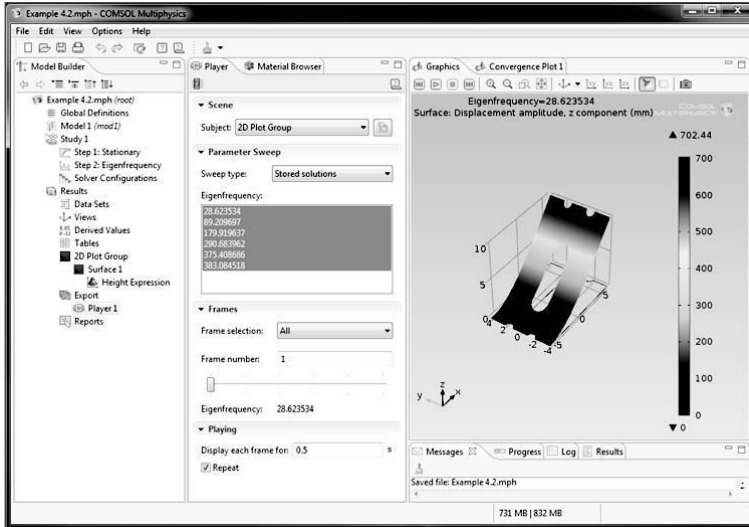 Example 4.2.mph - COMSOL Multiphysics
File Edit View Options Help
Model Builder
Example 4.2.mph (root)
Global Definitions
Model 1 (mod1)
Study 1
Step 1: Stationary
Step 2: Eigenfrequency
Solver Configurations
Results
Data Sets
Views
Derived Values
Tables
2D Plot Group
Surface 1
Height Expression
Export
Player 1
Reports
Player Material Browser
Scene
Subject: 2D Plot Group
Parameter Sweep
Sweep type: Stored solutions
Eigenfrequency:
28.623534
89.209697
179.919637
290.683962
375.408686
383.084518
Frames
Frame selection: All
Frame number: 1
Eigenfrequency: 28.623534
Playing
Display each frame for: 0.5 s
Repeat
Graphics Convergence Plot 1
Eigenfrequency=28.623534
Surface: Displacement amplitude, z component (mm)
COMSOL
MULTIPHYSICS
▲ 702.44
700
600
500
400
300
200
100
0
▼ 0
10
5
0
4
2
0
-2
-4
-5
0
5
z
y
x
Messages Progress Log Results
Saved file: Example 4.2.mph
731 MB | 832 MB